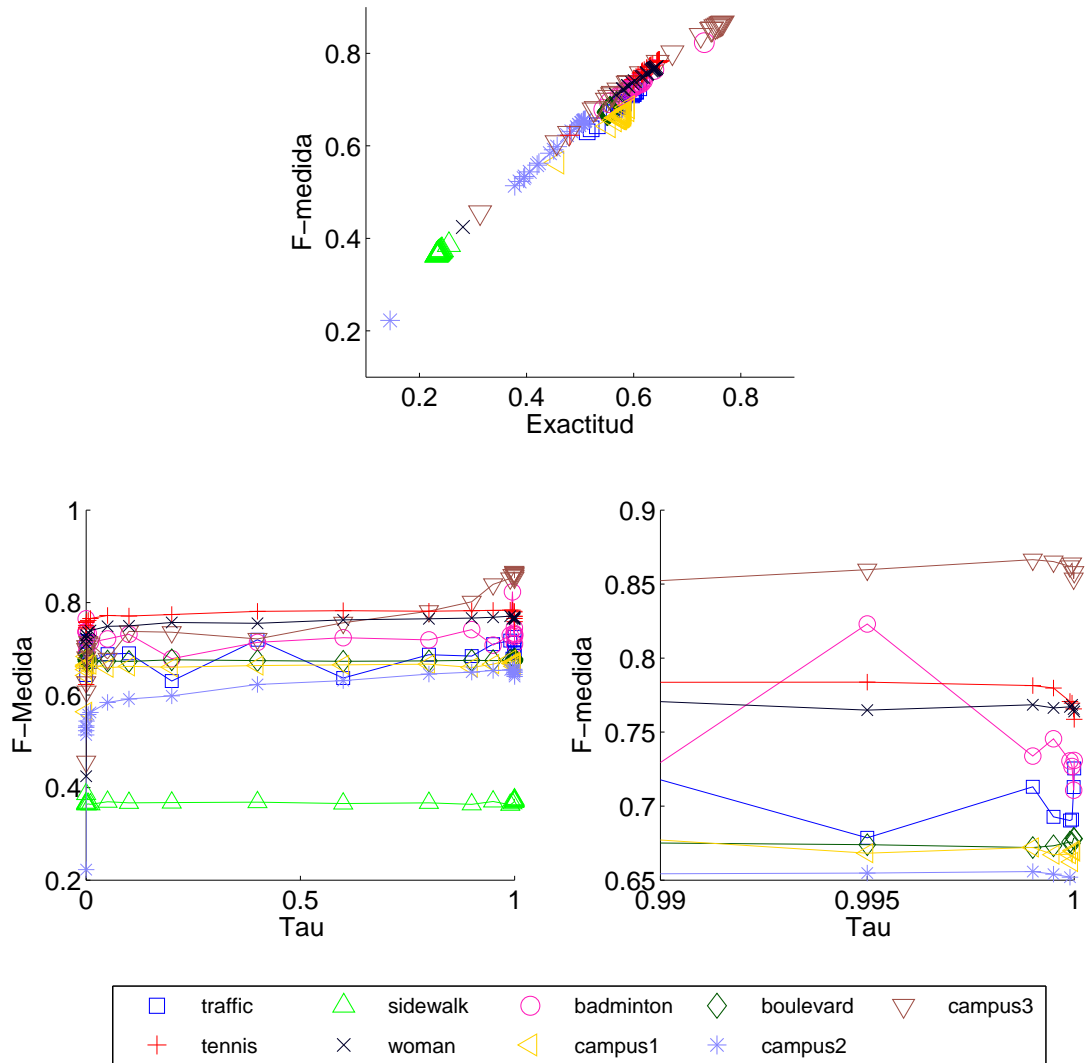 0.8
0.6
0.4
0.2
F−medida
0.2 0.4 0.6 0.8
Exactitud
1
0.8
0.6
0.4
0.2
F−Medida
0 0.5 1
Tau
0.9
0.85
0.8
0.75
0.7
0.65
F−medida
0.99 0.995 1
Tau
traffic sidewalk badminton boulevard campus3
tennis woman campus1 campus2